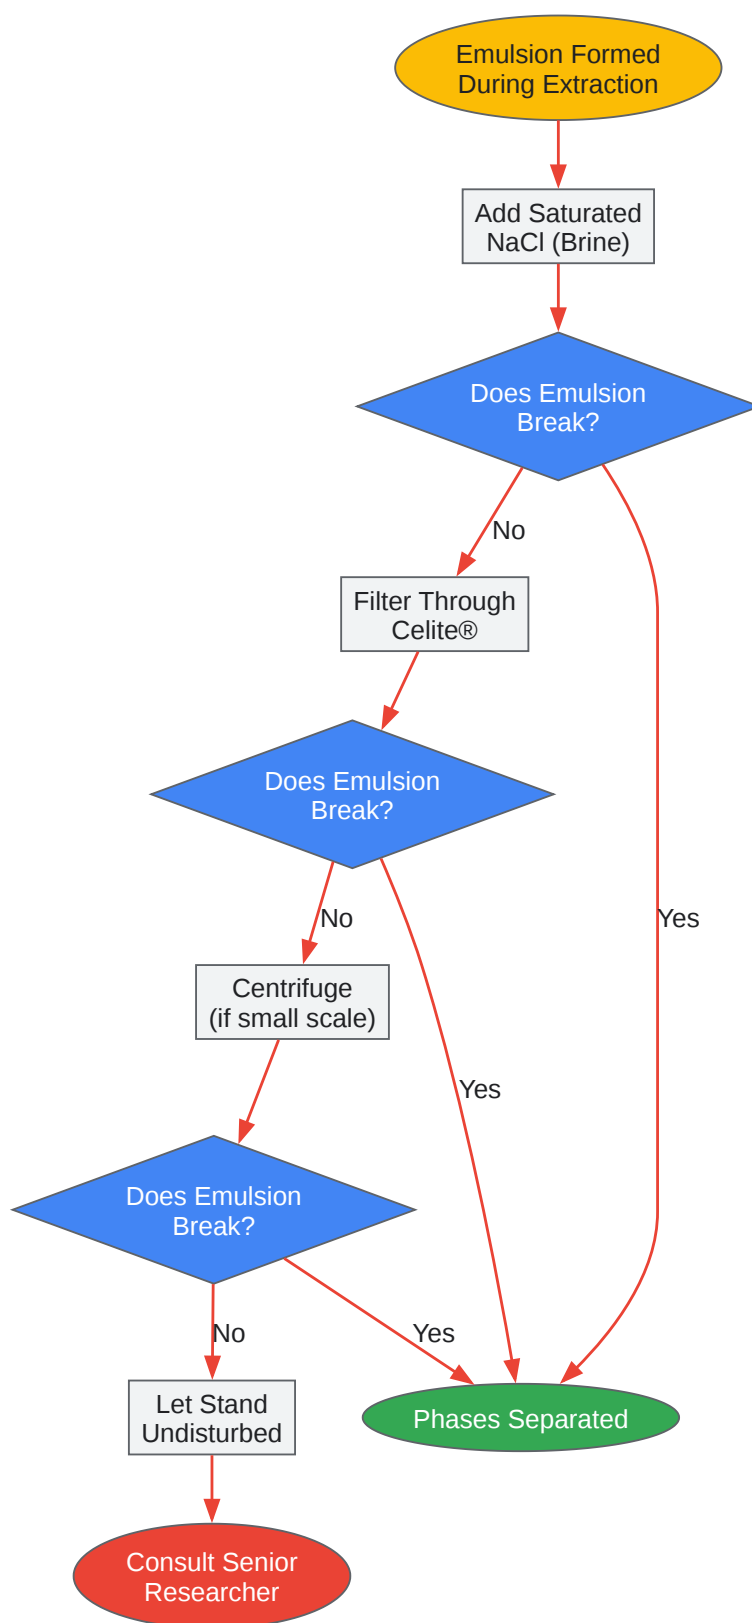 Emulsion Formed
During Extraction
Add Saturated
NaCl (Brine)
Does Emulsion
Break?
No
Filter Through
Celite®
Does Emulsion
Break?
No
Yes
Centrifuge
(if small scale)
Yes
Does Emulsion
Break?
No
Yes
Let Stand
Undisturbed
Phases Separated
Consult Senior
Researcher